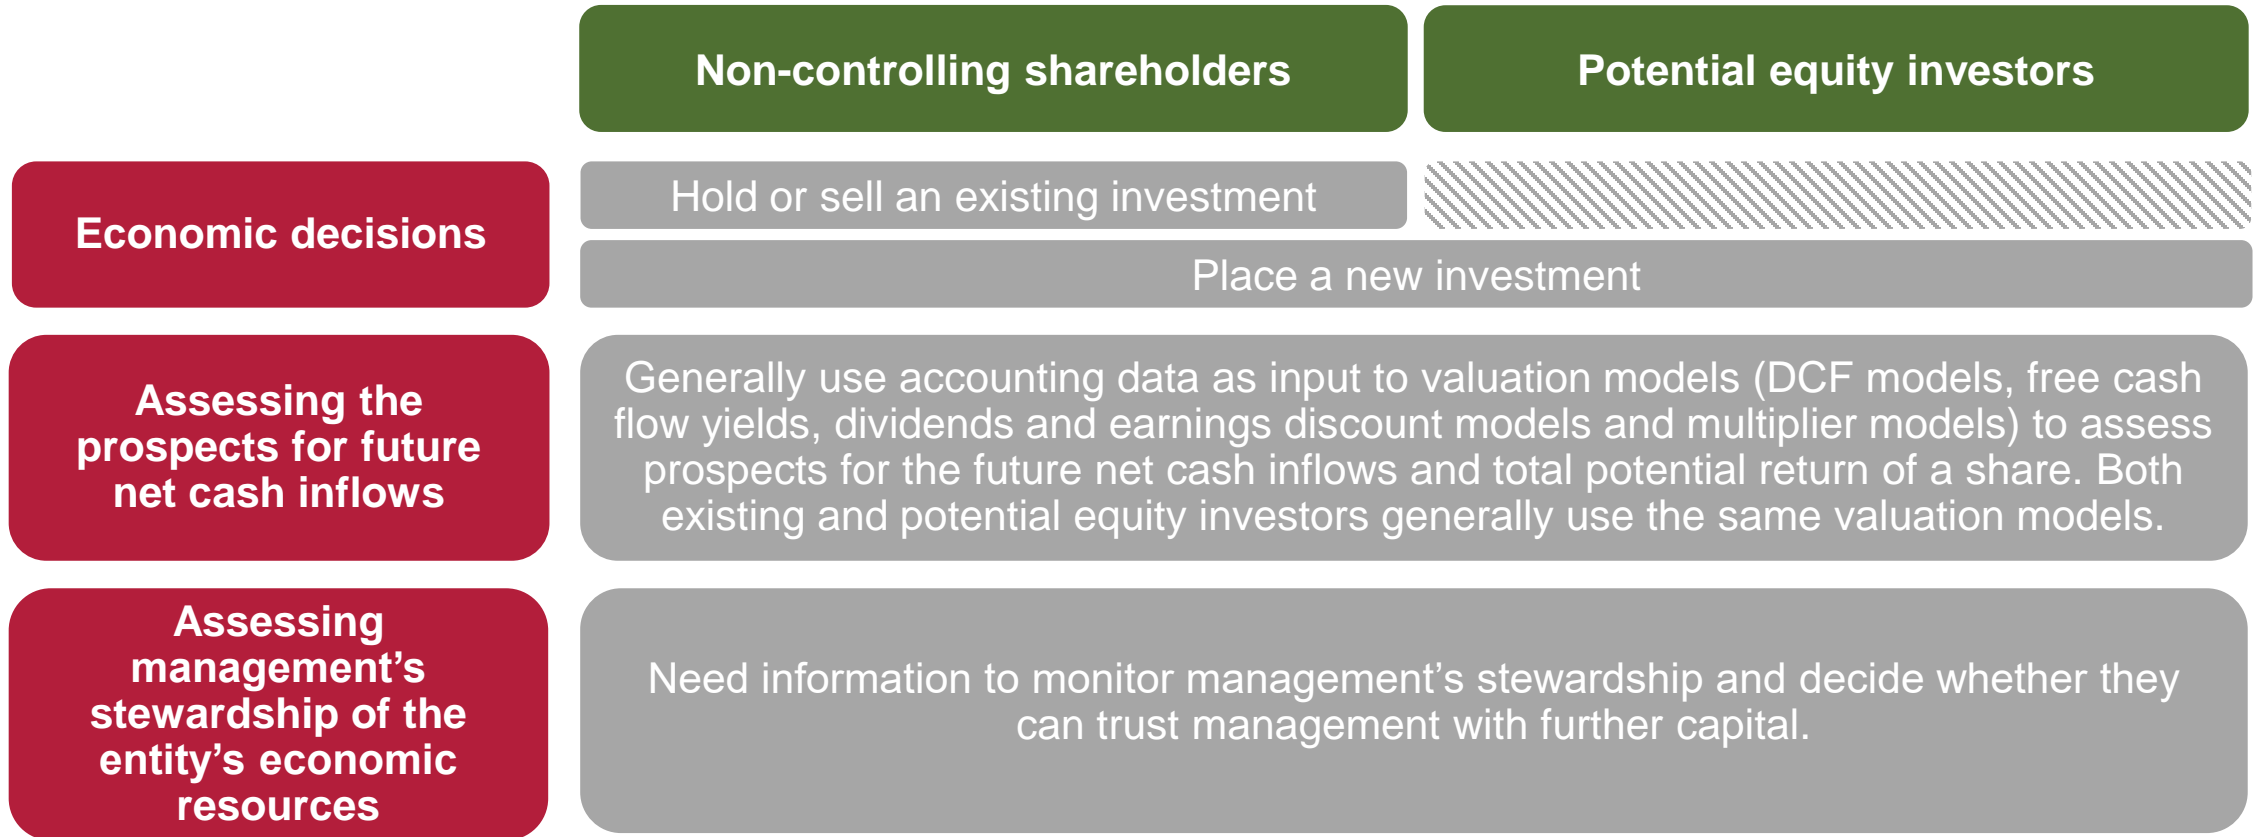 Non-controlling shareholders
Potential equity investors
Economic decisions
Hold or sell an existing investment
Place a new investment
Assessing the
prospects for future
net cash inflows
Generally use accounting data as input to valuation models (DCF models, free cash
flow yields, dividends and earnings discount models and multiplier models) to assess
prospects for the future net cash inflows and total potential return of a share. Both
existing and potential equity investors generally use the same valuation models.
Assessing
management’s
stewardship of the
entity’s economic
resources
Need information to monitor management’s stewardship and decide whether they
can trust management with further capital.